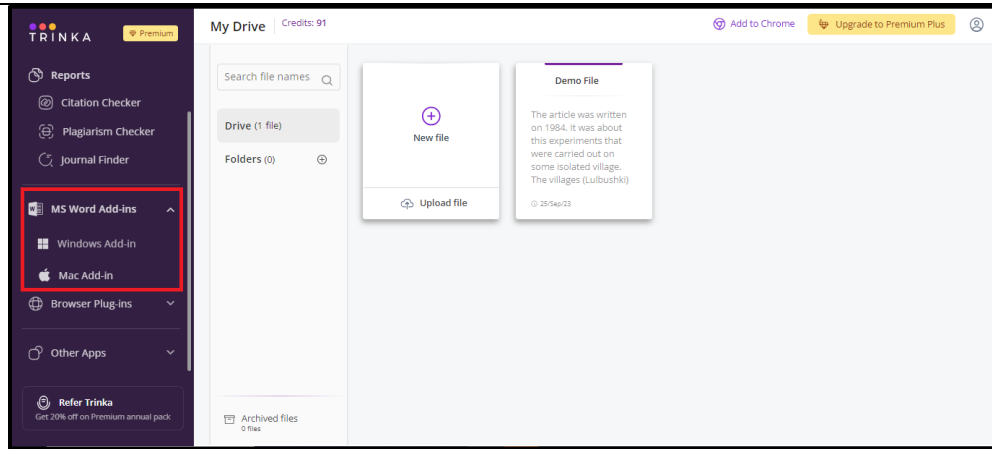 TRINKA
Premium
Reports
Citation Checker
Plagiarism Checker
Journal Finder
MS Word Add-ins
Windows Add-in
Mac Add-in
Browser Plug-ins
Other Apps
Refer Trinka
Get 20% off on Premium annual pack
My Drive
Credits: 91
Add to Chrome
Upgrade to Premium Plus
Search file names
Drive (1 file)
Folders (0)
Archived files
0 files
New file
Upload file
Demo File
The article was written
on 1984. It was about
this experiments that
were carried out on
some isolated village.
The villages (Lulbushki)
25/Sep/23